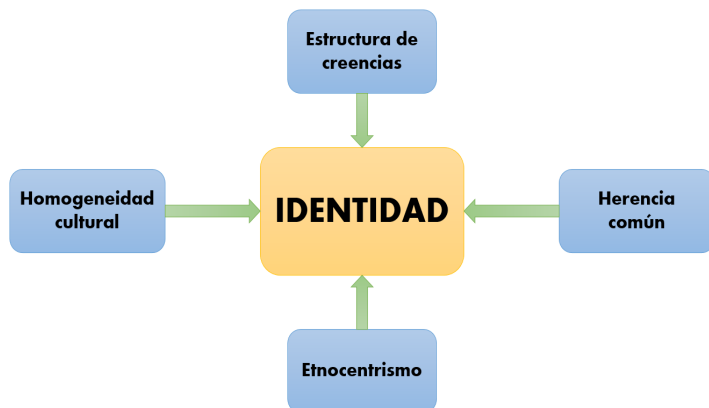 Estructura de
creencias
Homogeneidad
cultural
IDENTIDAD
Herencia
común
Etnocentrismo